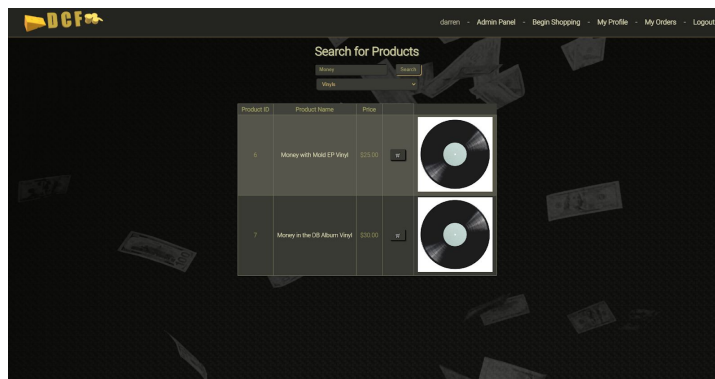 DCF
darren - Admin Panel - Begin Shopping - My Profile - My Orders - Logout
Search for Products
Money Search
Vinyls
Product ID Product Name Price
6 Money with Mold EP Vinyl $25.00
7 Money in the DB Album Vinyl $30.00